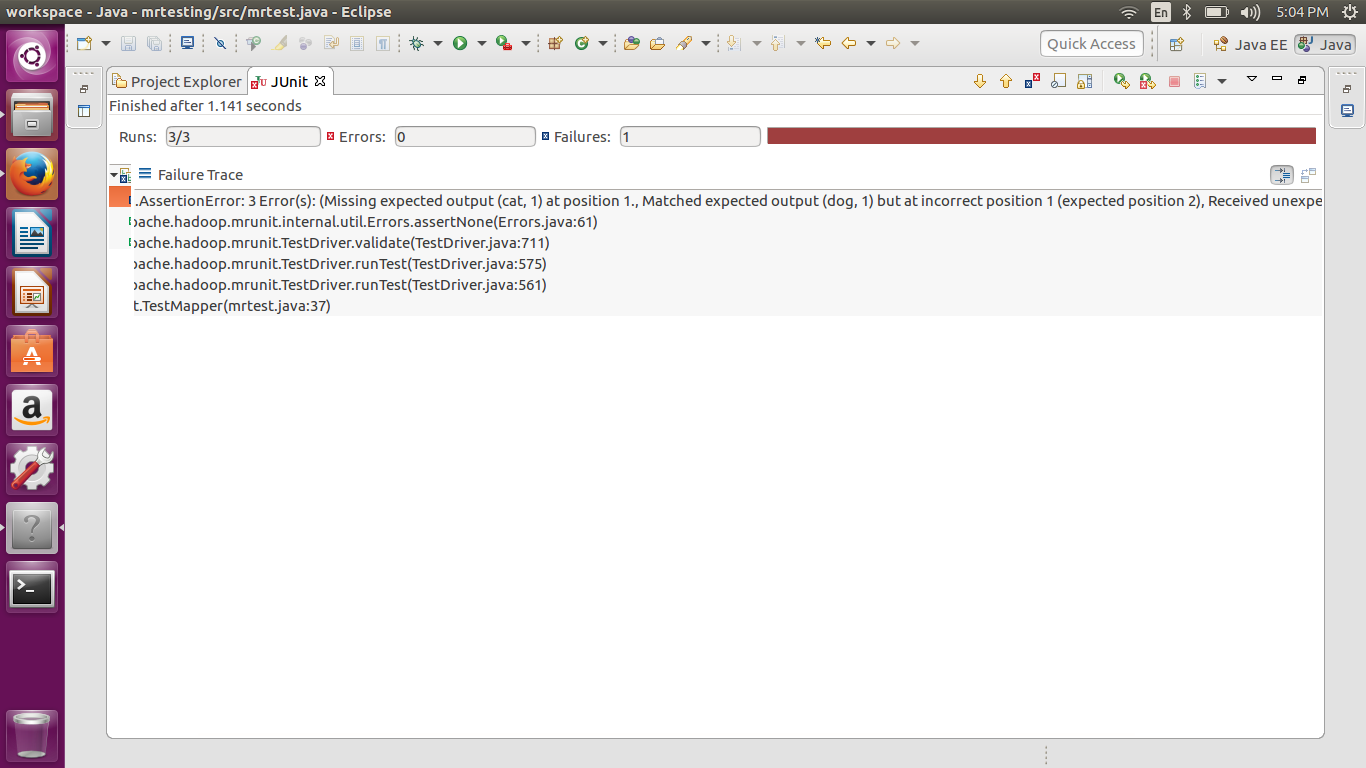 workspace - Java - mrtesting/src/mrtest.java - Eclipse
En
5:04 PM
Quick Access
Java EE
Java
Project Explorer
JUnit
Finished after 1.141 seconds
Runs: 3/3 Errors: 0 Failures: 1
Failure Trace
.AssertionError: 3 Error(s): (Missing expected output (cat, 1) at position 1., Matched expected output (dog, 1) but at incorrect position 1 (expected position 2), Received unexpe
pache.hadoop.mrunit.internal.util.Errors.assertNone(Errors.java:61)
pache.hadoop.mrunit.TestDriver.validate(TestDriver.java:711)
pache.hadoop.mrunit.TestDriver.runTest(TestDriver.java:575)
pache.hadoop.mrunit.TestDriver.runTest(TestDriver.java:561)
t.TestMapper(mrtest.java:37)